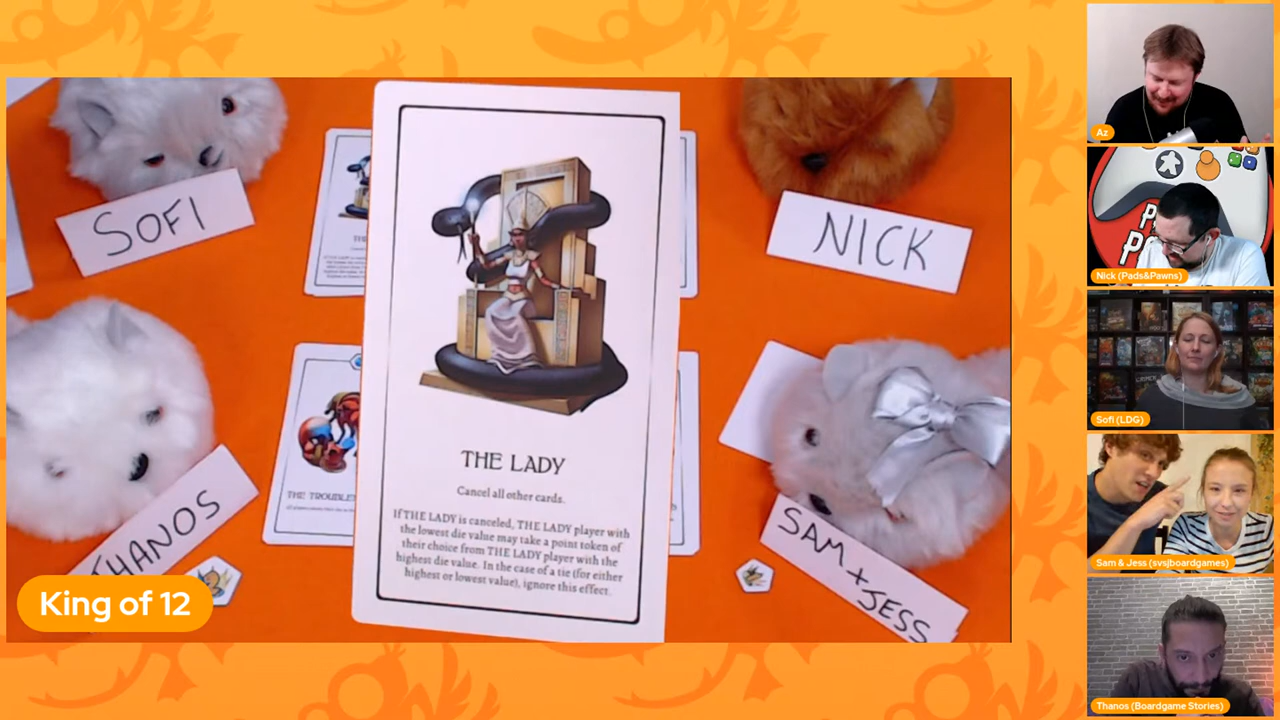 SOFI
NICK
THE LADY
Cancel all other cards.
If THE LADY is canceled, THE LADY player with
the lowest die value may take a point token of
their choice from THE LADY player with the
highest die value. In the case of a tie (for either
highest or lowest value), ignore this effect.
THE TROUBLE
THANOS
SAM + JESS
King of 12
Az
Nick (Pads&Pawns)
Sofi (LDG)
Sam & Jess (svsjboardgames)
Thanos (Boardgame Stories)